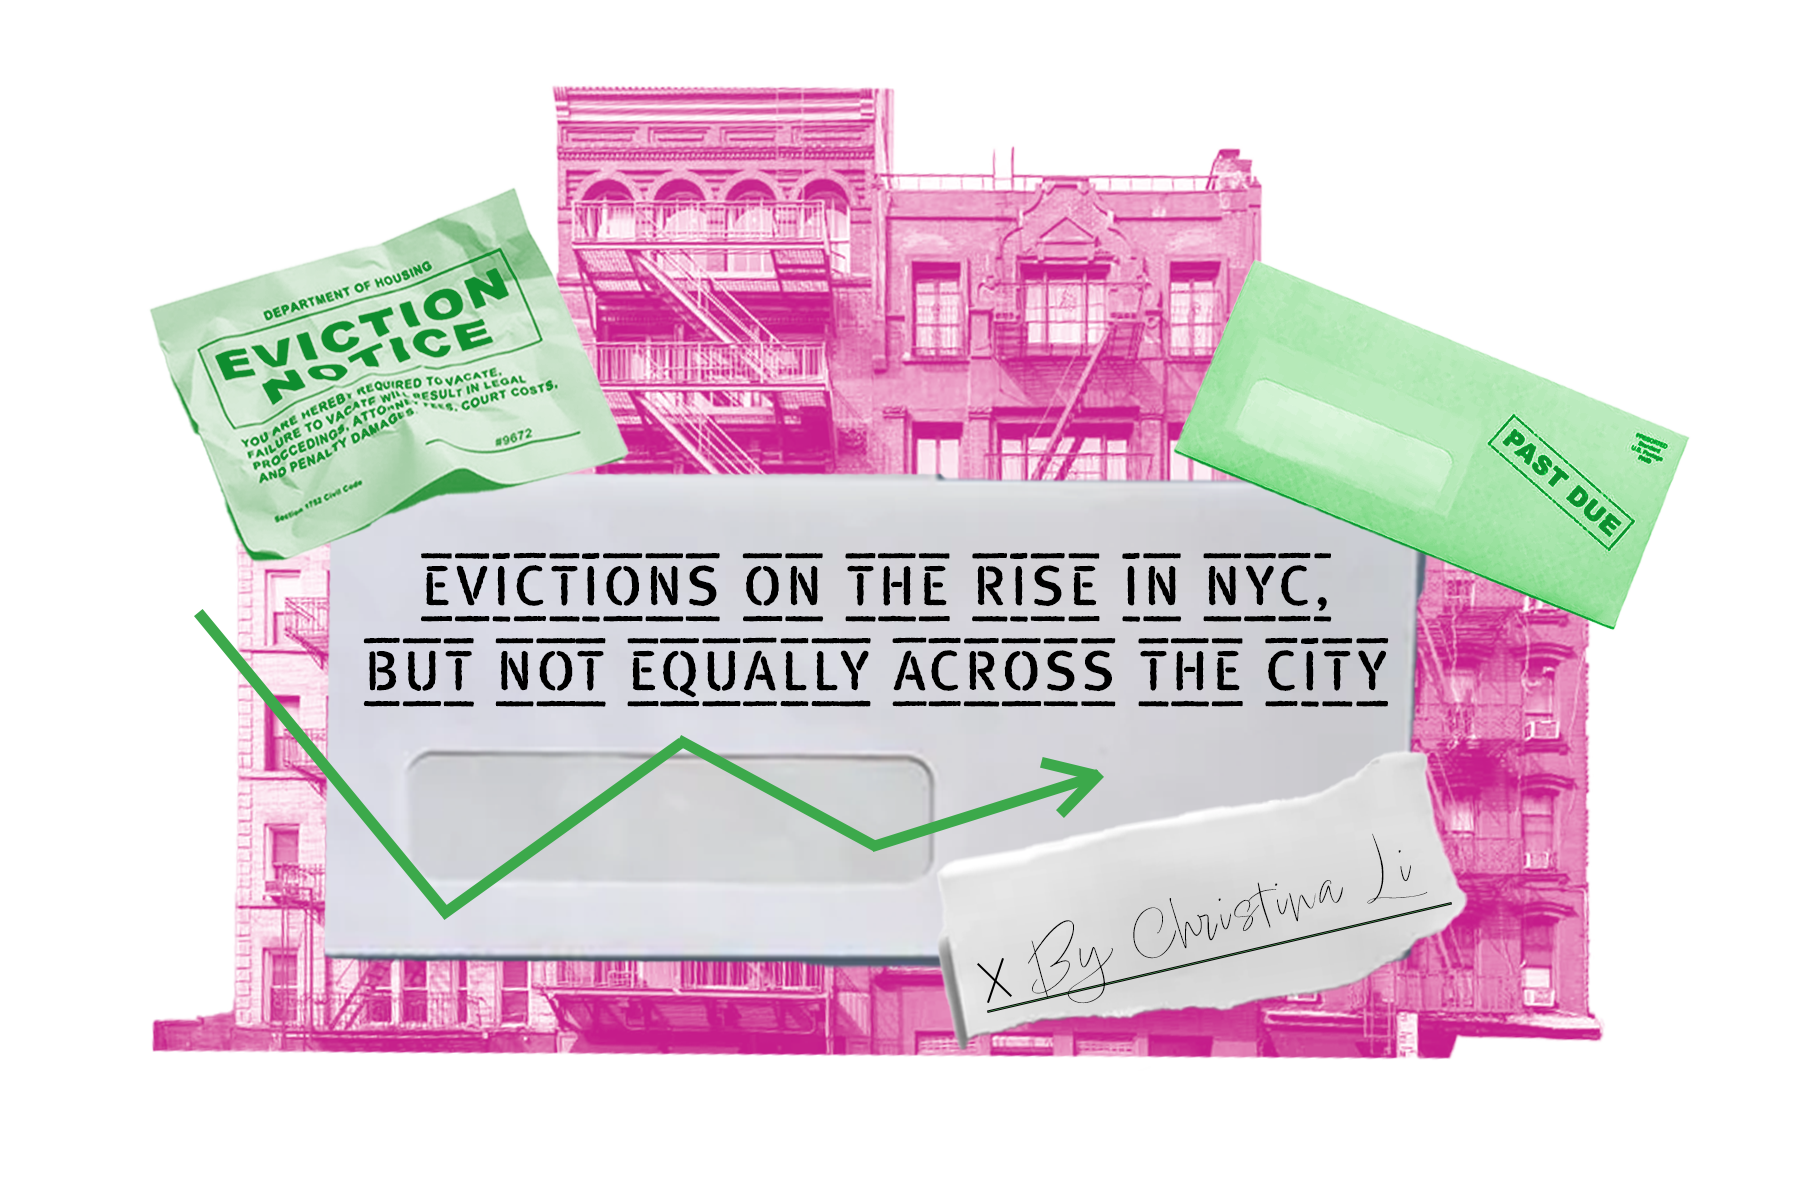 DEPARTMENT OF HOUSING
EVICTION
NOTICE
YOU ARE HEREBY REQUIRED TO VACATE,
FAILURE TO VACATE WILL RESULT IN LEGAL
PROCCEDINGS, ATTORNEY FEES, COURT COSTS,
AND PENALTY DAMAGES.
#9672
Section 1752 Civil Code
PAST DUE
EVICTIONS ON THE RISE IN NYC,
BUT NOT EQUALLY ACROSS THE CITY
X By Christina Li